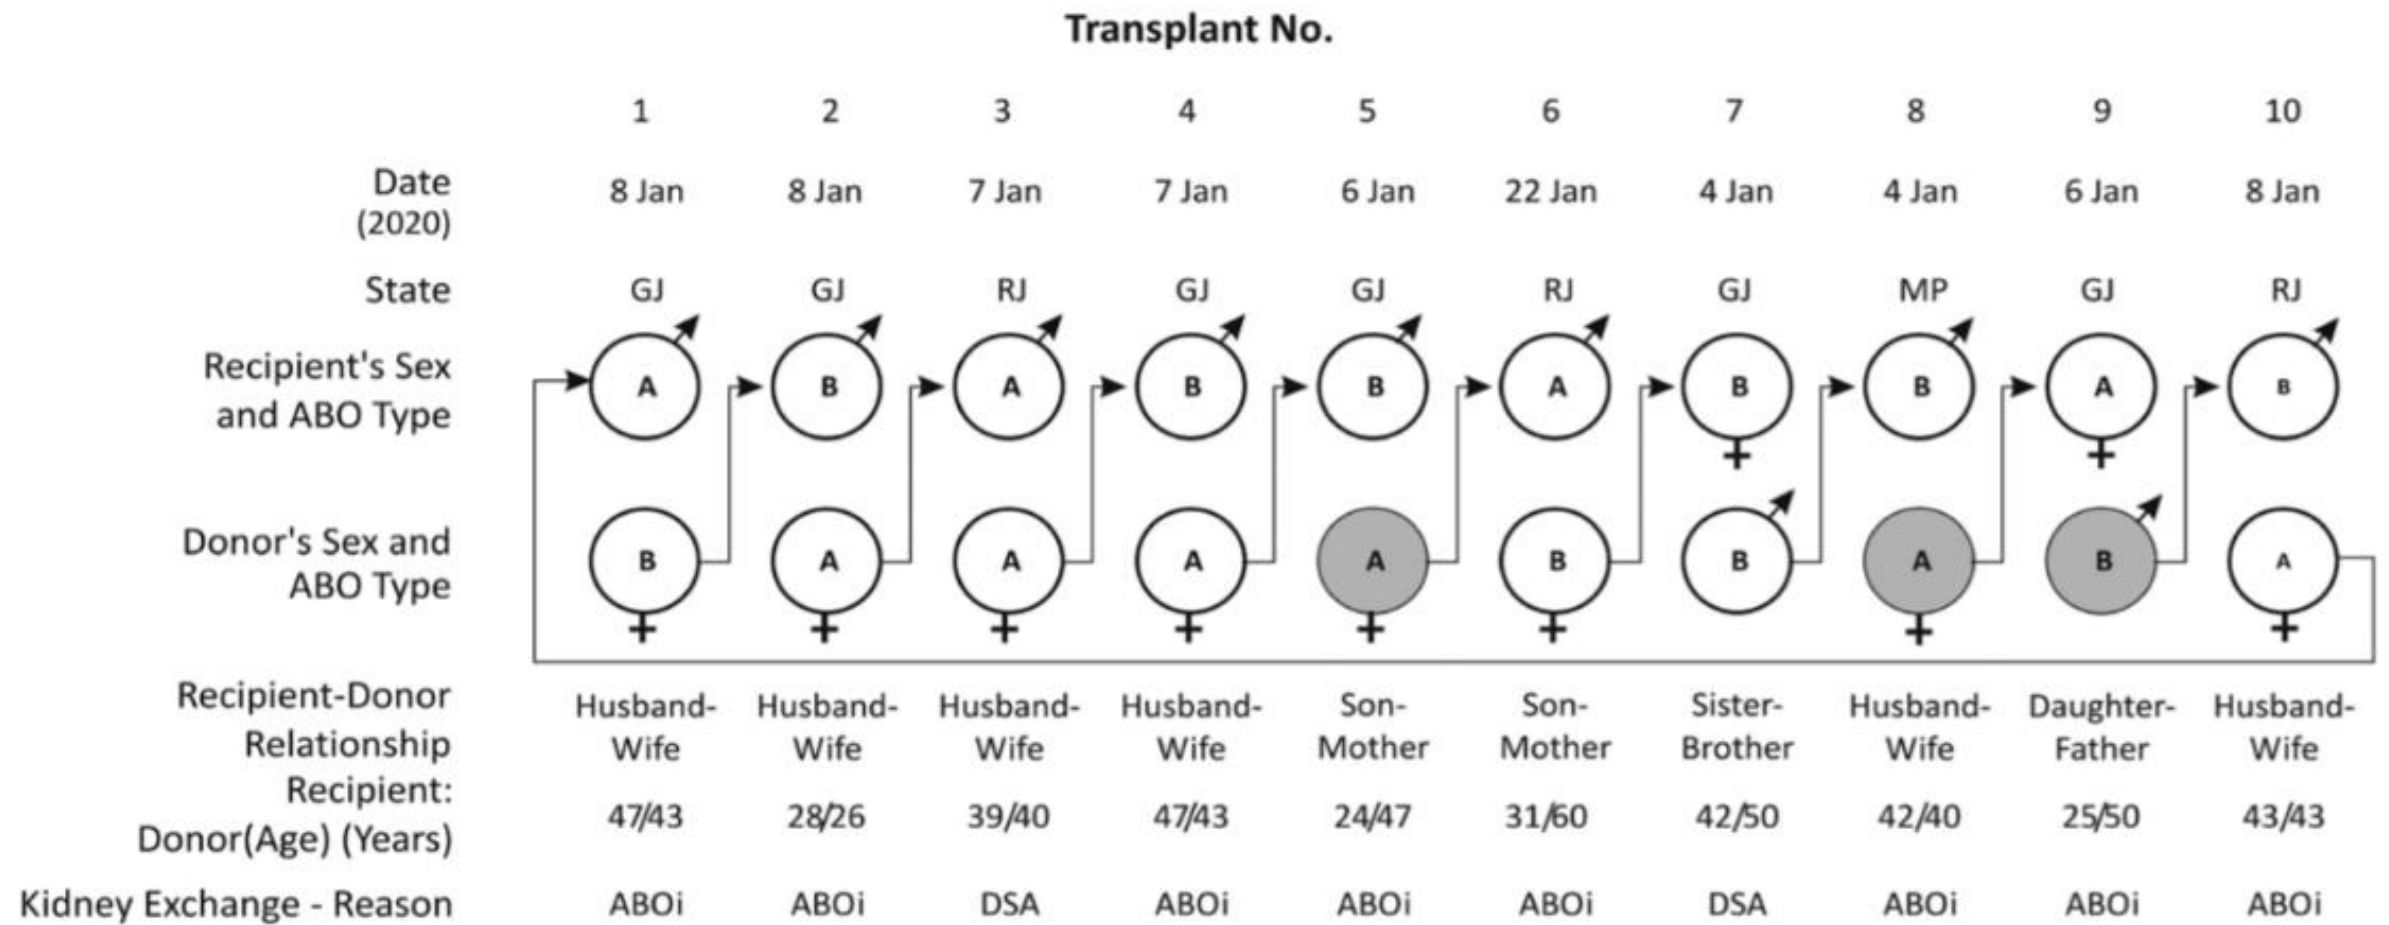 Transplant No.
1 2 3 4 5 6 7 8 9 10
Date
(2020)
8 Jan 8 Jan 7 Jan 7 Jan 6 Jan 22 Jan 4 Jan 4 Jan 6 Jan 8 Jan
State GJ GJ RJ GJ GJ RJ GJ MP GJ RJ
Recipient's Sex
and ABO Type
A B A B B A B B A B
Donor's Sex and
ABO Type
B A A A A B B A B A
Recipient-Donor
Relationship
Husband- Husband- Husband- Husband- Son- Son- Sister- Husband- Daughter- Husband-
Wife Wife Wife Wife Mother Mother Brother Wife Father Wife
Recipient:
Donor(Age) (Years)
47/43 28/26 39/40 47/43 24/47 31/60 42/50 42/40 25/50 43/43
Kidney Exchange - Reason ABOi ABOi DSA ABOi ABOi ABOi DSA ABOi ABOi ABOi